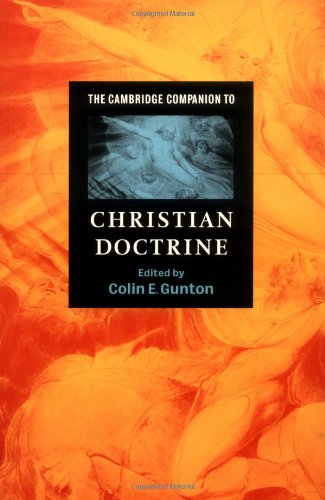 THE CAMBRIDGE COMPANION TO
CHRISTIAN
DOCTRINE
Edited by
Colin E. Gunton